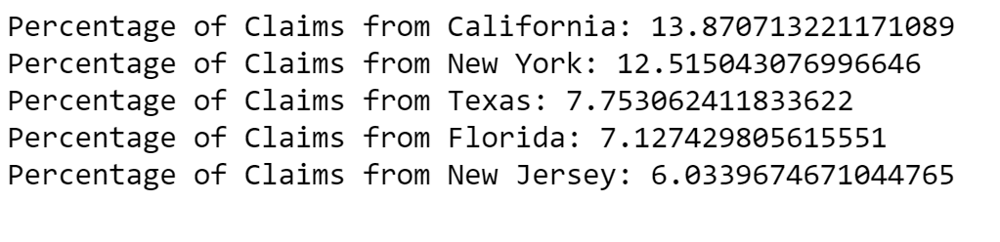 Percentage of Claims from California: 13.870713221171089
Percentage of Claims from New York: 12.515043076996646
Percentage of Claims from Texas: 7.753062411833622
Percentage of Claims from Florida: 7.127429805615551
Percentage of Claims from New Jersey: 6.0339674671044765